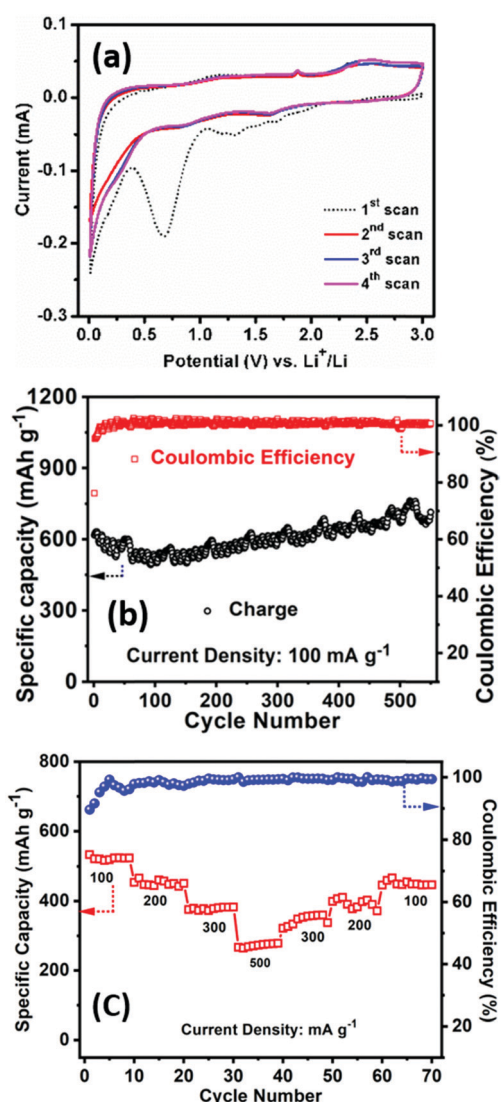 (a)
0.1
0.0
-0.1
-0.2
-0.3
Current (mA)
1st scan
2nd scan
3rd scan
4th scan
0.0 0.5 1.0 1.5 2.0 2.5 3.0
Potential (V) vs. Li+/Li
1200
900
600
300
0
Specific capacity (mAh g-1)
100
80
60
40
20
Coulombic Efficiency (%)
Coulombic Efficiency
(b)
Charge
Current Density: 100 mA g-1
0 100 200 300 400 500
Cycle Number
800
600
400
200
0
Specific Capacity (mAh g-1)
100
80
60
40
20
Coulombic Efficiency (%)
100
200
300
500
300
200
100
(C)
Current Density: mA g-1
0 10 20 30 40 50 60 70
Cycle Number